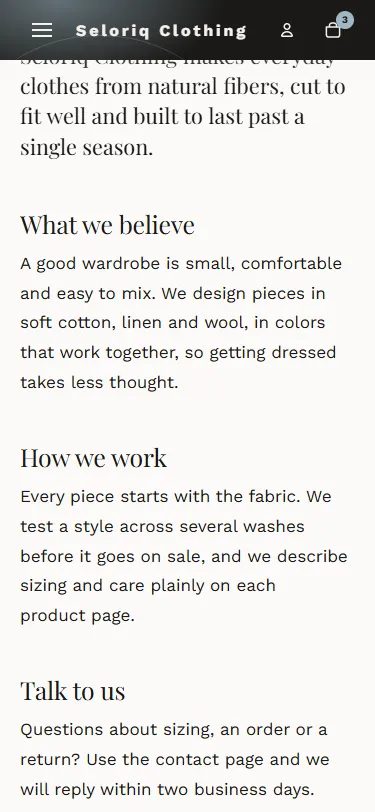 Seloriq Clothing
3
Seloriq Clothing makes everyday
clothes from natural fibers, cut to
fit well and built to last past a
single season.
What we believe
A good wardrobe is small, comfortable
and easy to mix. We design pieces in
soft cotton, linen and wool, in colors
that work together, so getting dressed
takes less thought.
How we work
Every piece starts with the fabric. We
test a style across several washes
before it goes on sale, and we describe
sizing and care plainly on each
product page.
Talk to us
Questions about sizing, an order or a
return? Use the contact page and we
will reply within two business days.